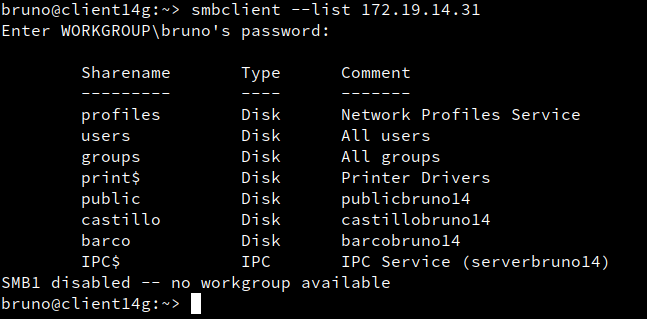 bruno@client14g:~> smbclient --list 172.19.14.31
Enter WORKGROUP\bruno's password:
Sharename Type Comment
--------- ---- -------
profiles Disk Network Profiles Service
users Disk All users
groups Disk All groups
print$ Disk Printer Drivers
public Disk publicbruno14
castillo Disk castillobruno14
barco Disk barcobruno14
IPC$ IPC IPC Service (serverbruno14)
SMB1 disabled -- no workgroup available
bruno@client14g:~>